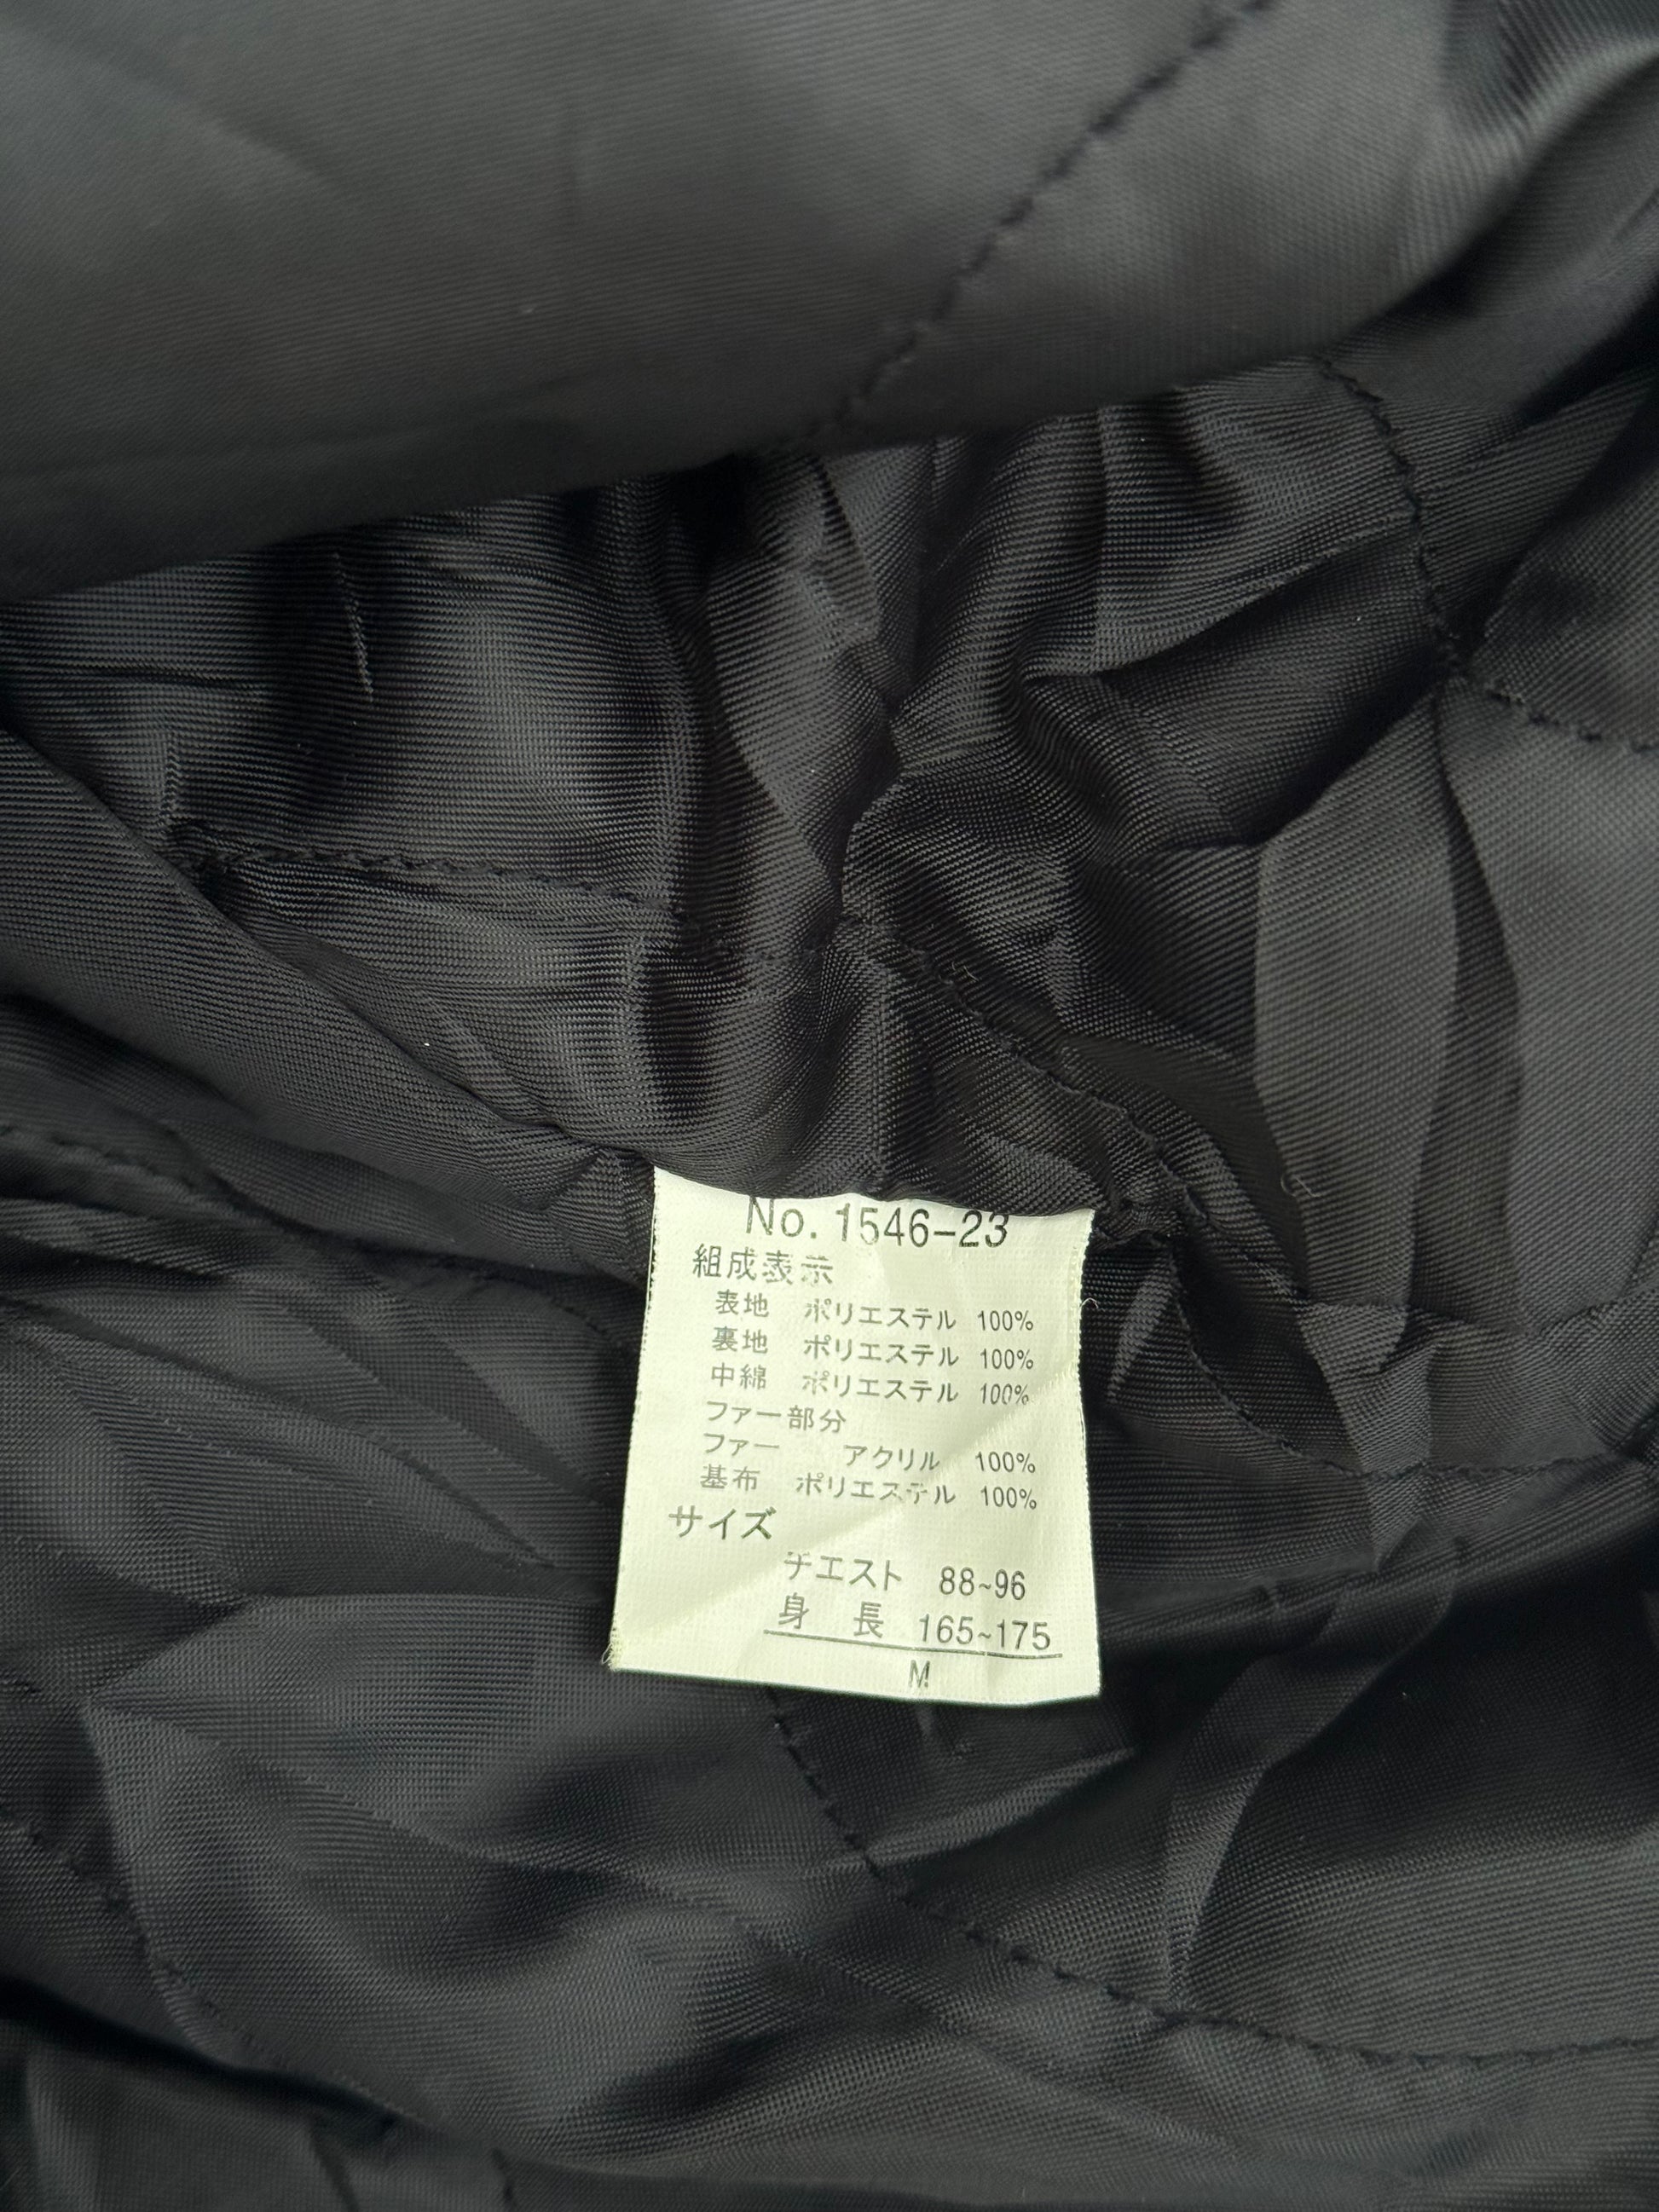 No. 1546-23
組成表示
表地 ポリエステル 100%
裏地 ポリエステル 100%
中綿 ポリエステル 100%
ファー部分
ファー アクリル 100%
基布 ポリエステル 100%
サイズ
チエスト 88~96
身 長 165~175
M